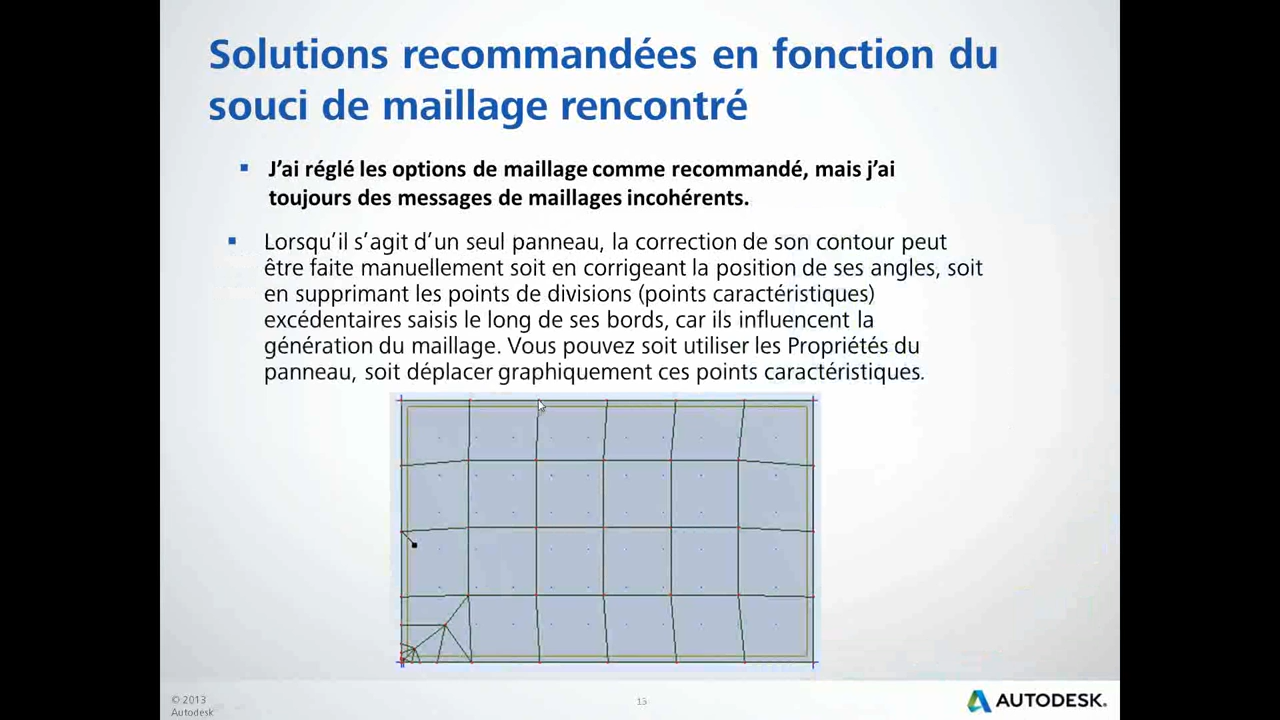 Solutions recommandées en fonction du
souci de maillage rencontré
J'ai réglé les options de maillage comme recommandé, mais j'ai
toujours des messages de maillages incohérents.
Lorsqu'il s'agit d'un seul panneau, la correction de son contour peut
être faite manuellement soit en corrigeant la position de ses angles, soit
en supprimant les points de divisions (points caractéristiques)
excédentaires saisis le long de ses bords, car ils influencent la
génération du maillage. Vous pouvez soit utiliser les Propriétés du
panneau, soit déplacer graphiquement ces points caractéristiques.
© 2013
Autodesk
15
AUTODESK.